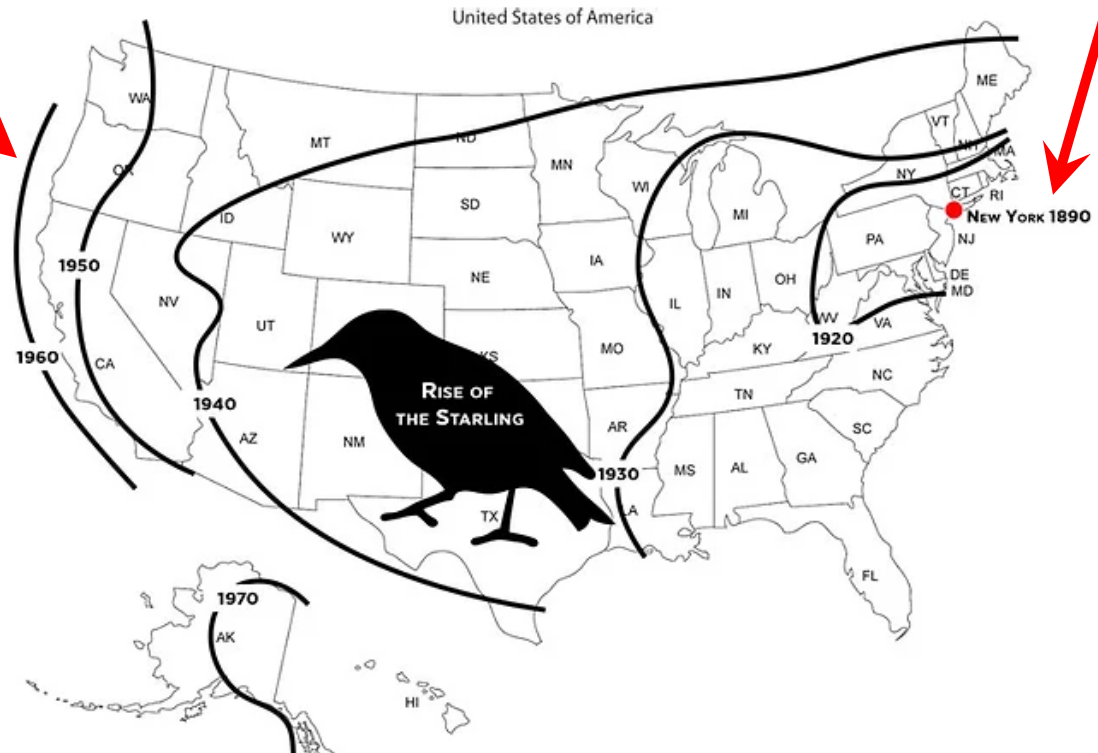 United States of America
WA
MT
ND
MN
ME
VT
NH
MA
OR
ID
SD
WI
MI
NY
CT
RI
New York 1890
WY
1950
NV
UT
NE
IA
PA
NJ
IL
IN
OH
DE
MD
WV
VA
1920
1960
CA
KS
MO
KY
NC
Rise of
the Starling
1940
AZ
NM
AR
TN
SC
1930
MS
AL
GA
TX
LA
FL
1970
AK
HI